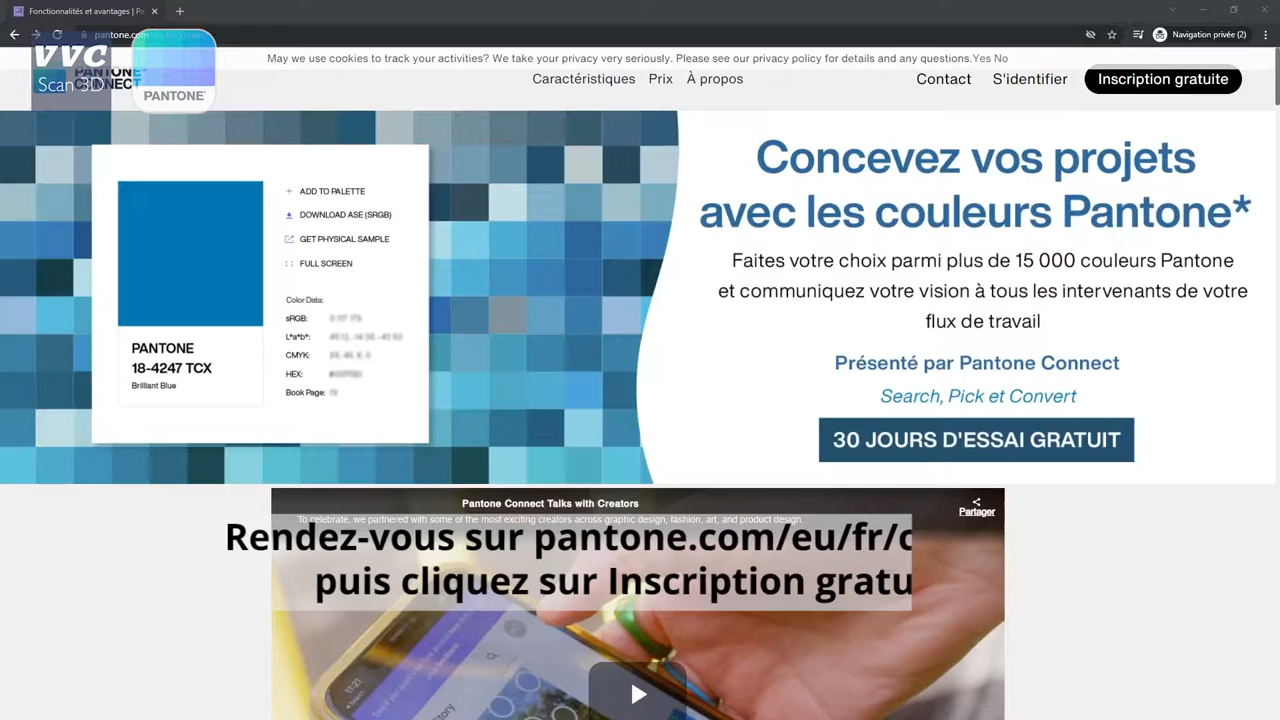 Fonctionnalités et avantages | Pa
pantone.com
Navigation privée (2)
VVC
Scan 3D
PANTONE
CONNECT
PANTONE
May we use cookies to track your activities? We take your privacy very seriously. Please see our privacy policy for details and any questions.Yes No
Caractéristiques Prix À propos
Contact S'identifier Inscription gratuite
ADD TO PALETTE
DOWNLOAD ASE (SRGB)
GET PHYSICAL SAMPLE
FULL SCREEN
Color Data:
sRGB:
L*a*b*:
CMYK:
HEX:
Book Page:
PANTONE
18-4247 TCX
Brilliant Blue
Concevez vos projets
avec les couleurs Pantone*
Faites votre choix parmi plus de 15 000 couleurs Pantone
et communiquez votre vision à tous les intervenants de votre
flux de travail
Présenté par Pantone Connect
Search, Pick et Convert
30 JOURS D'ESSAI GRATUIT
Pantone Connect Talks with Creators
To celebrate, we partnered with some of the most exciting creators across graphic design, fashion, art, and product design.
Partager
Rendez-vous sur pantone.com/eu/fr/c
puis cliquez sur Inscription gratu
11:21
Story